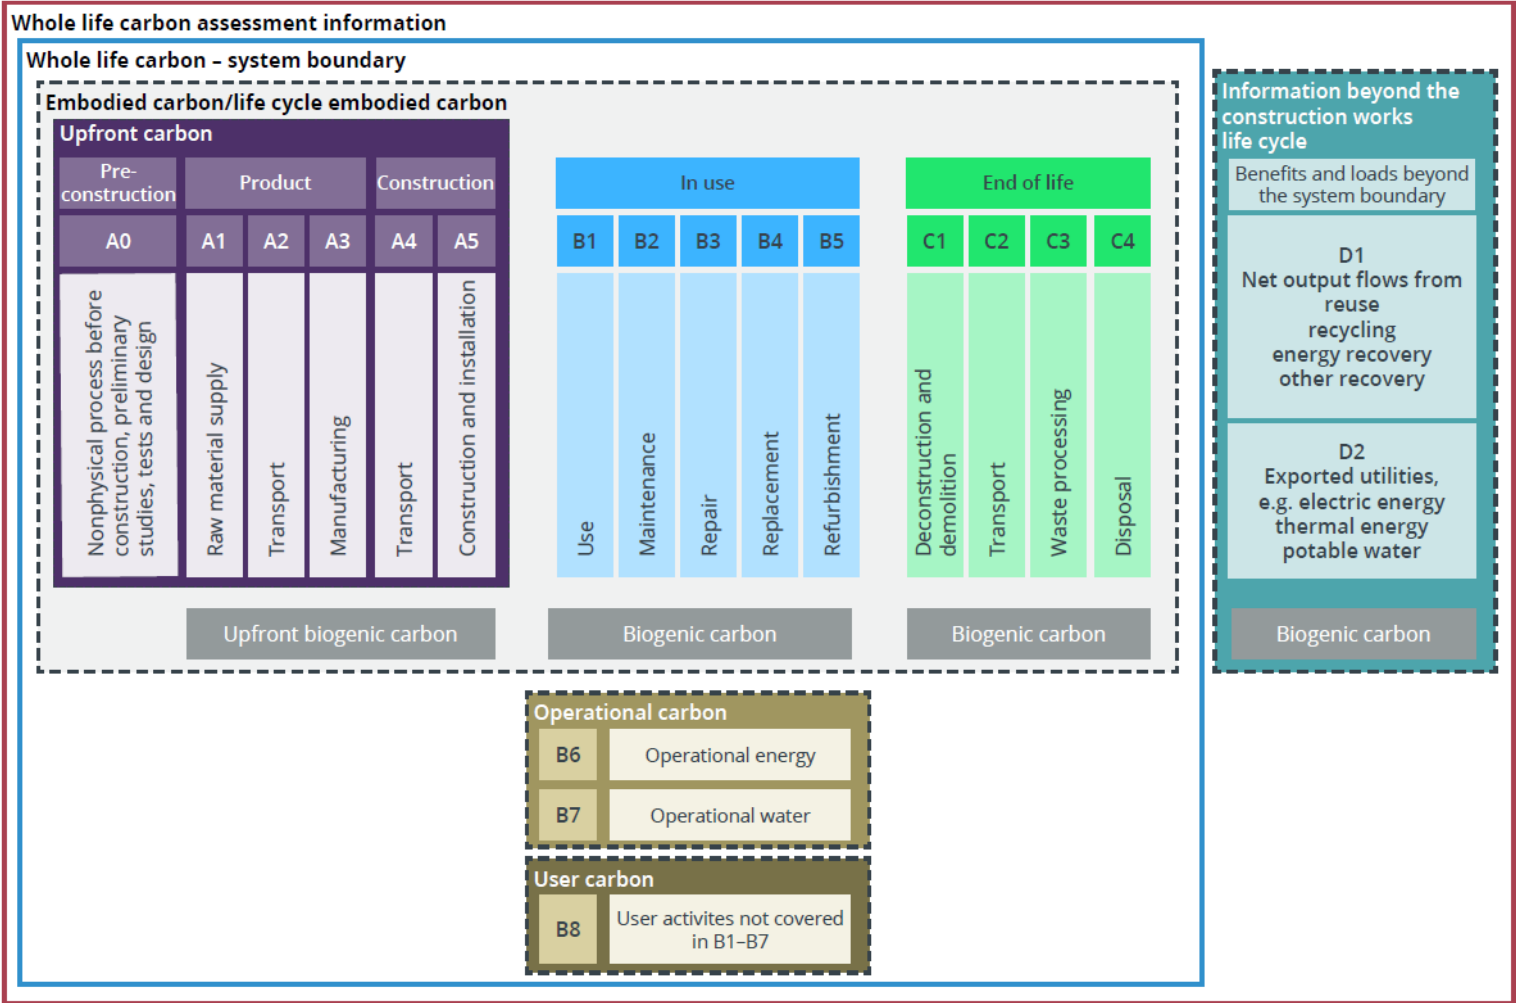 Whole life carbon assessment information
Whole life carbon – system boundary
Embodied carbon/life cycle embodied carbon
Upfront carbon
Pre-
construction
Product
Construction
A0
A1
A2
A3
A4
A5
Nonphysical process before
construction, preliminary
studies, tests and design
Raw material supply
Transport
Manufacturing
Transport
Construction and installation
In use
B1
B2
B3
B4
B5
Use
Maintenance
Repair
Replacement
Refurbishment
End of life
C1
C2
C3
C4
Deconstruction and
demolition
Transport
Waste processing
Disposal
Upfront biogenic carbon
Biogenic carbon
Biogenic carbon
Operational carbon
B6
Operational energy
B7
Operational water
User carbon
B8
User activites not covered
in B1–B7
Information beyond the
construction works
life cycle
Benefits and loads beyond
the system boundary
D1
Net output flows from
reuse
recycling
energy recovery
other recovery
D2
Exported utilities,
e.g. electric energy
thermal energy
potable water
Biogenic carbon